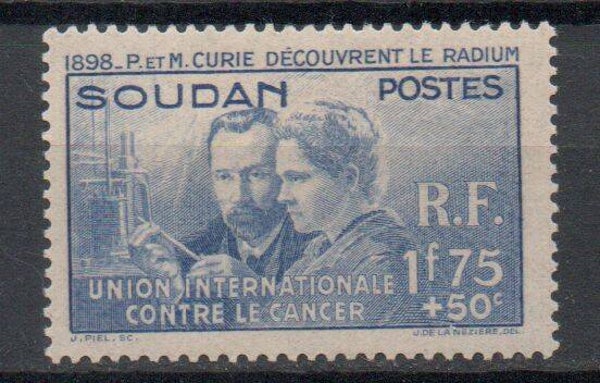 1898_P.ET M.CURIE DÉCOUVRENT LE RADIUM
SOUDAN POSTES
R.F.
1f75
+50c
UNION INTERNATIONALE
CONTRE LE CANCER
J. PIEL, SC. J.DE LA NEZIÈRE, DEL.